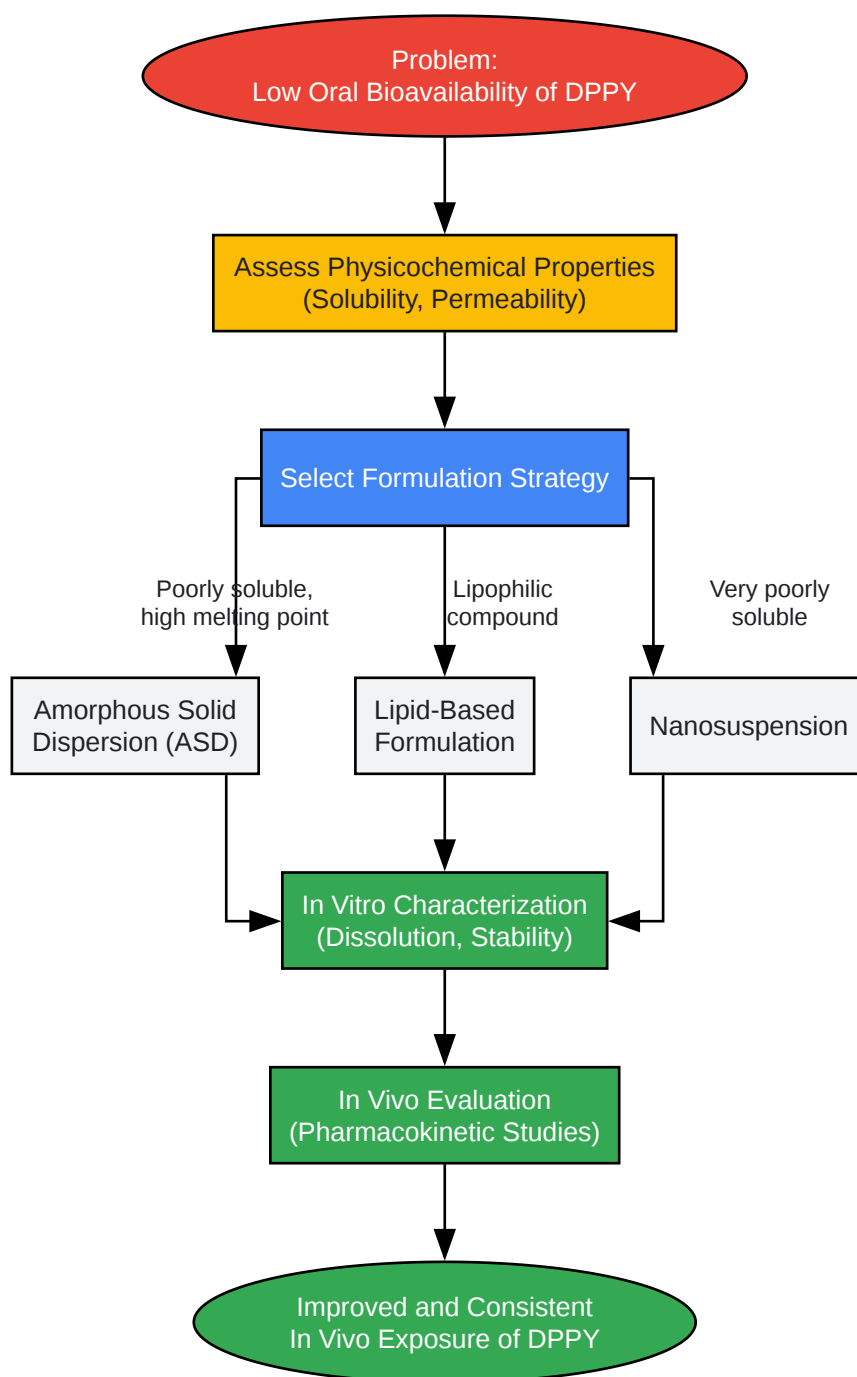 Problem:
Low Oral Bioavailability of DPPY
Assess Physicochemical Properties
(Solubility, Permeability)
Select Formulation Strategy
Poorly soluble,
high melting point
Lipophilic
compound
Very poorly
soluble
Amorphous Solid
Dispersion (ASD)
Lipid-Based
Formulation
Nanosuspension
In Vitro Characterization
(Dissolution, Stability)
In Vivo Evaluation
(Pharmacokinetic Studies)
Improved and Consistent
In Vivo Exposure of DPPY